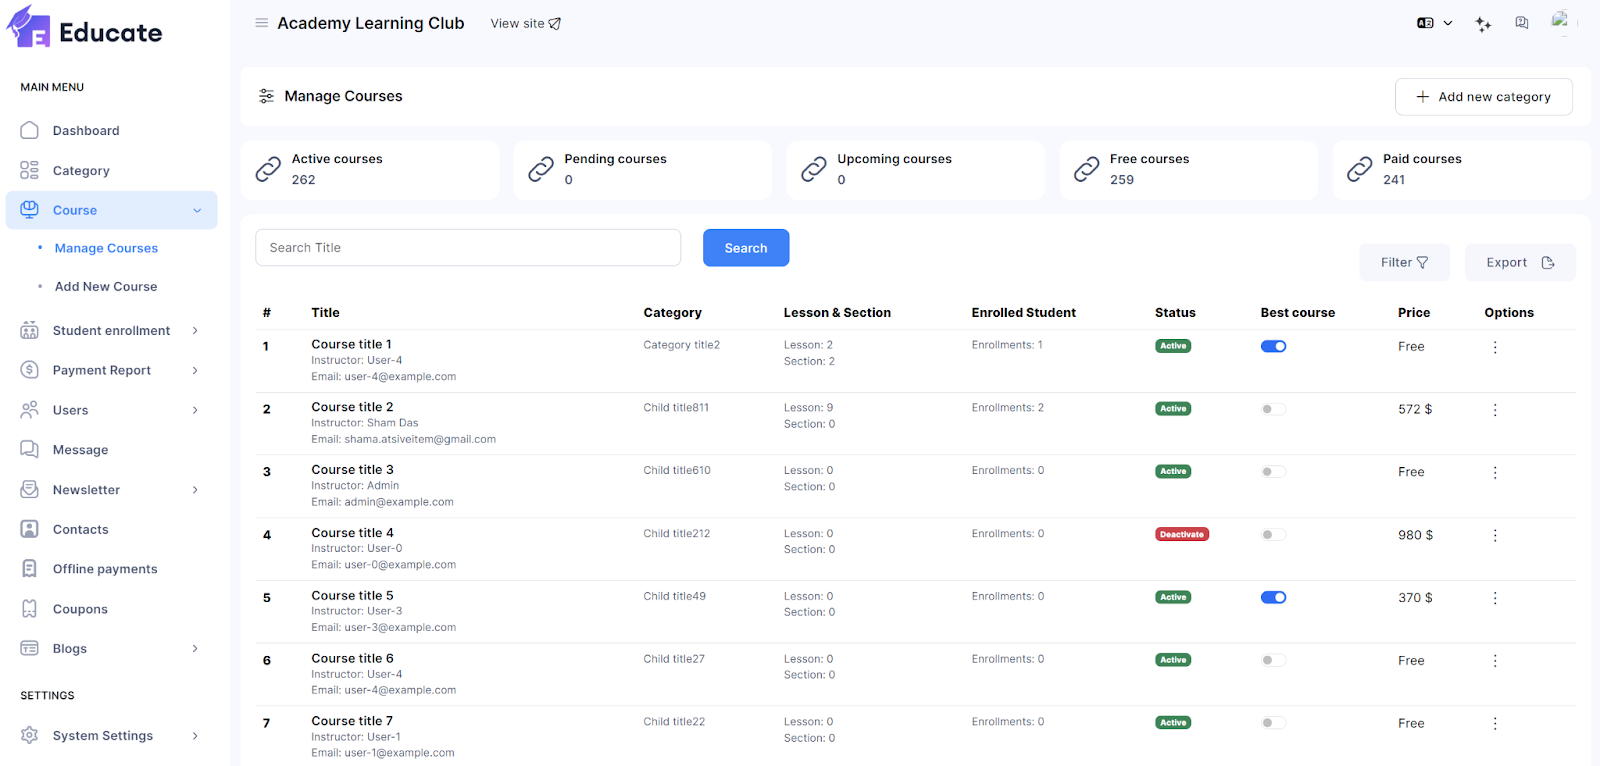 Educate
Academy Learning Club
View site
MAIN MENU
Dashboard
Category
Course
Manage Courses
Add New Course
Student enrollment
Payment Report
Users
Message
Newsletter
Contacts
Offline payments
Coupons
Blogs
SETTINGS
System Settings
Manage Courses
Add new category
Active courses
262
Pending courses
0
Upcoming courses
0
Free courses
259
Paid courses
241
Search Title
Search
Filter
Export
# Title Category Lesson & Section Enrolled Student Status Best course Price Options
1 Course title 1 Category title2 Lesson: 2 Enrollments: 1 Active Free
Instructor: User-4 Section: 2
Email: user-4@example.com
2 Course title 2 Child title811 Lesson: 9 Enrollments: 2 Active 572 $
Instructor: Sham Das Section: 0
Email: shama.atsiveitem@gmail.com
3 Course title 3 Child title610 Lesson: 0 Enrollments: 0 Active Free
Instructor: Admin Section: 0
Email: admin@example.com
4 Course title 4 Child title212 Lesson: 0 Enrollments: 0 Deactivate 980 $
Instructor: User-0 Section: 0
Email: user-0@example.com
5 Course title 5 Child title49 Lesson: 0 Enrollments: 0 Active 370 $
Instructor: User-3 Section: 0
Email: user-3@example.com
6 Course title 6 Child title27 Lesson: 0 Enrollments: 0 Active Free
Instructor: User-4 Section: 0
Email: user-4@example.com
7 Course title 7 Child title22 Lesson: 0 Enrollments: 0 Active Free
Instructor: User-1 Section: 0
Email: user-1@example.com